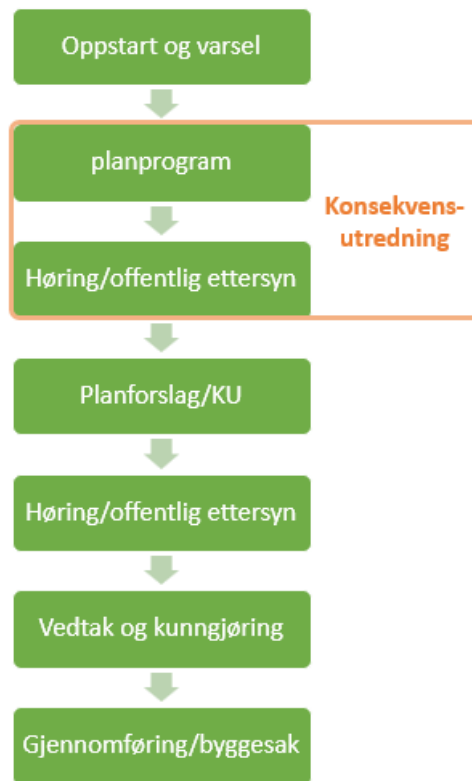 Oppstart og varsel
planprogram
Konsekvens-
utredning
Høring/offentlig ettersyn
Planforslag/KU
Høring/offentlig ettersyn
Vedtak og kunngjøring
Gjennomføring/byggesak